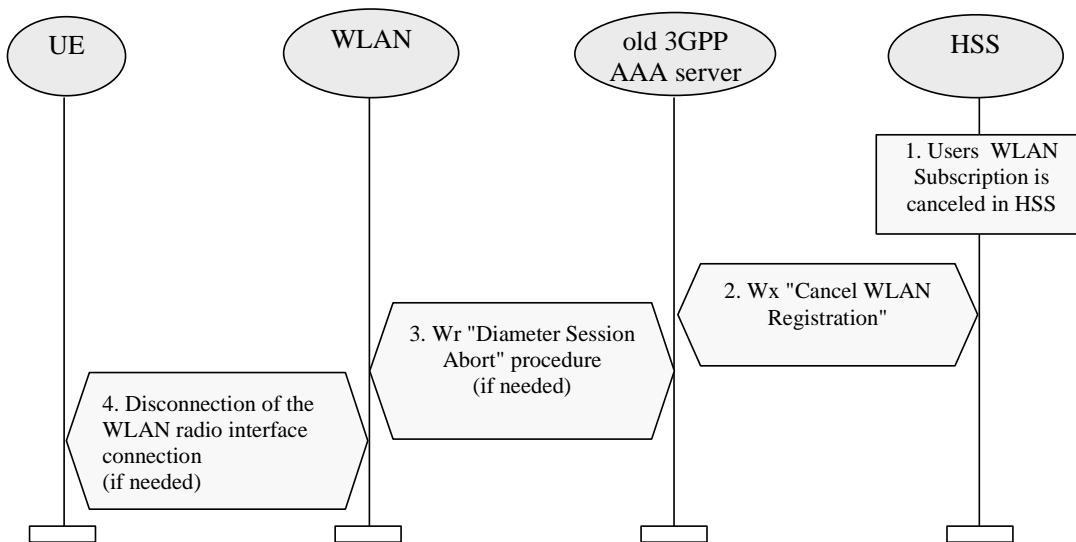 UE
WLAN
old 3GPP
AAA server
HSS
1. Users WLAN
Subscription is
canceled in HSS
2. Wx "Cancel WLAN
Registration"
3. Wr "Diameter Session
Abort" procedure
(if needed)
4. Disconnection of the
WLAN radio interface
connection
(if needed)